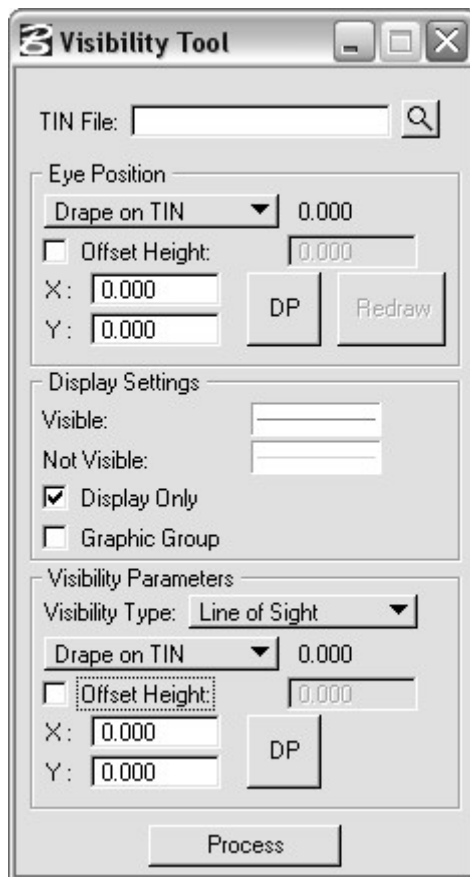 Visibility Tool
TIN File:
Eye Position
Drape on TIN 0.000
Offset Height: 0.000
X: 0.000
DP Redraw
Y: 0.000
Display Settings
Visible:
Not Visible:
Display Only
Graphic Group
Visibility Parameters
Visibility Type: Line of Sight
Drape on TIN 0.000
Offset Height: 0.000
X: 0.000
DP
Y: 0.000
Process